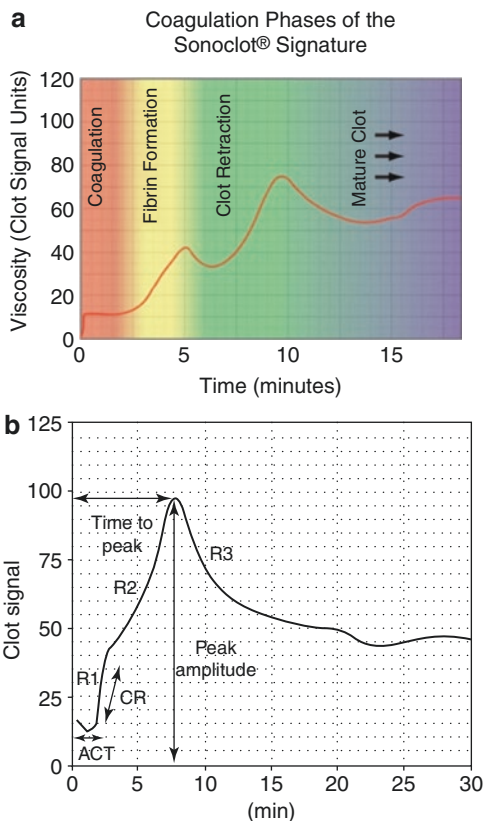 a
Coagulation Phases of the
Sonoclot® Signature
Viscosity (Clot Signal Units)
120
100
80
60
40
20
0
Coagulation
Fibrin Formation
Clot Retraction
Mature Clot
0 5 10 15
Time (minutes)
b
Clot signal
125
100
75
50
25
0
Time to
peak
R3
R2
Peak
amplitude
R1
CR
ACT
0 5 10 15 20 25 30
(min)